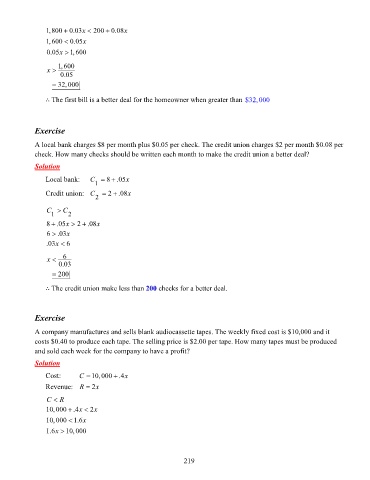 1,800 + 0.03x < 200 + 0.08x
1,600 < 0.05x
0.05x > 1,600
x > 1,600 / 0.05
= 32,000
∴ The first bill is a better deal for the homeowner when greater than $32,000
Exercise
A local bank charges $8 per month plus $0.05 per check. The credit union charges $2 per month $0.08 per
check. How many checks should be written each month to make the credit union a better deal?
Solution
Local bank: C₁ = 8 + .05x
Credit union: C₂ = 2 + .08x
C₁ > C₂
8 + .05x > 2 + .08x
6 > .03x
.03x < 6
x < 6 / 0.03
= 200
∴ The credit union make less than 200 checks for a better deal.
Exercise
A company manufactures and sells blank audiocassette tapes. The weekly fixed cost is $10,000 and it
costs $0.40 to produce each tape. The selling price is $2.00 per tape. How many tapes must be produced
and sold each week for the company to have a profit?
Solution
Cost: C = 10,000 + .4x
Revenue: R = 2x
C < R
10,000 + .4x < 2x
10,000 < 1.6x
1.6x > 10,000
219